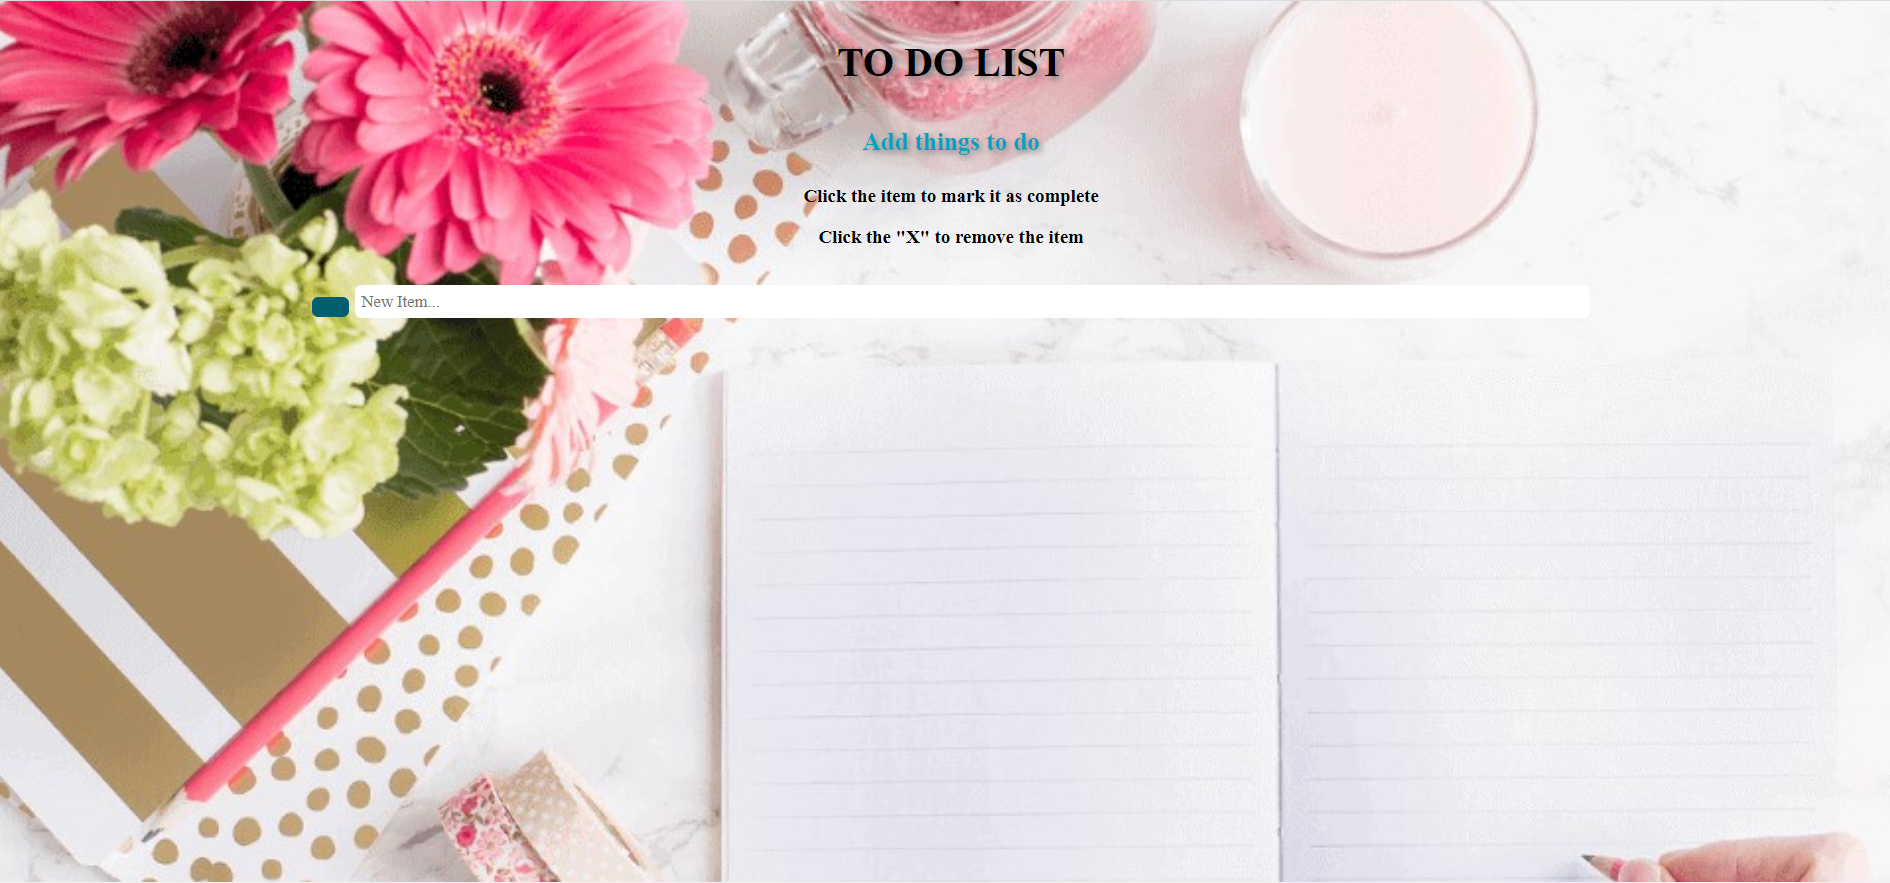 TO DO LIST
Add things to do
Click the item to mark it as complete
Click the "X" to remove the item
New Item...